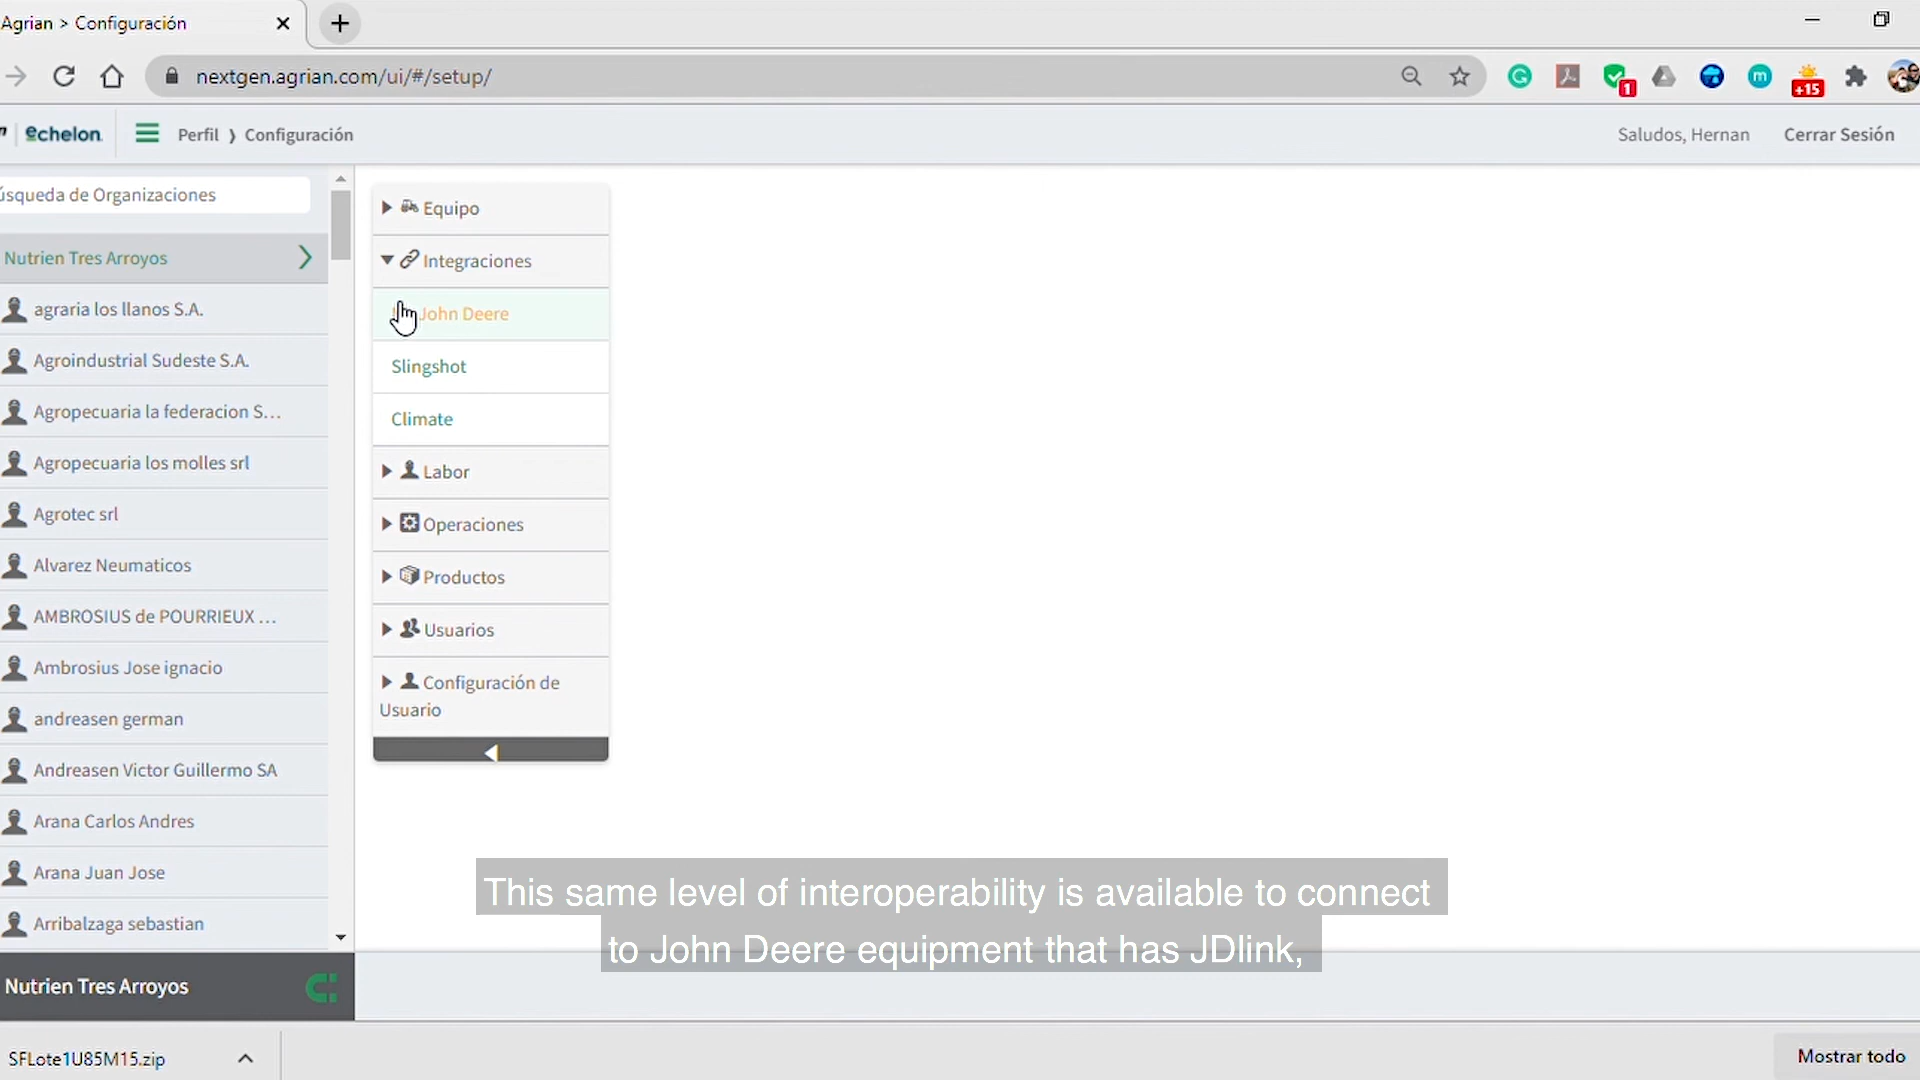 Agrian > Configuración
nextgen.agrian.com/ui/#/setup/
1
m
+15
echelon
Perfil ❯ Configuración
Saludos, Hernan
Cerrar Sesión
úsqueda de Organizaciones
Nutrien Tres Arroyos
agraria los llanos S.A.
Agroindustrial Sudeste S.A.
Agropecuaria la federacion S...
Agropecuaria los molles srl
Agrotec srl
Alvarez Neumaticos
AMBROSIUS de POURRIEUX ...
Ambrosius Jose ignacio
andreasen german
Andreasen Victor Guillermo SA
Arana Carlos Andres
Arana Juan Jose
Arribalzaga sebastian
Nutrien Tres Arroyos
Equipo
Integraciones
John Deere
Slingshot
Climate
Labor
Operaciones
Productos
Usuarios
Configuración de
Usuario
This same level of interoperability is available to connect
to John Deere equipment that has JDlink,
SFLote1U85M15.zip
Mostrar todo